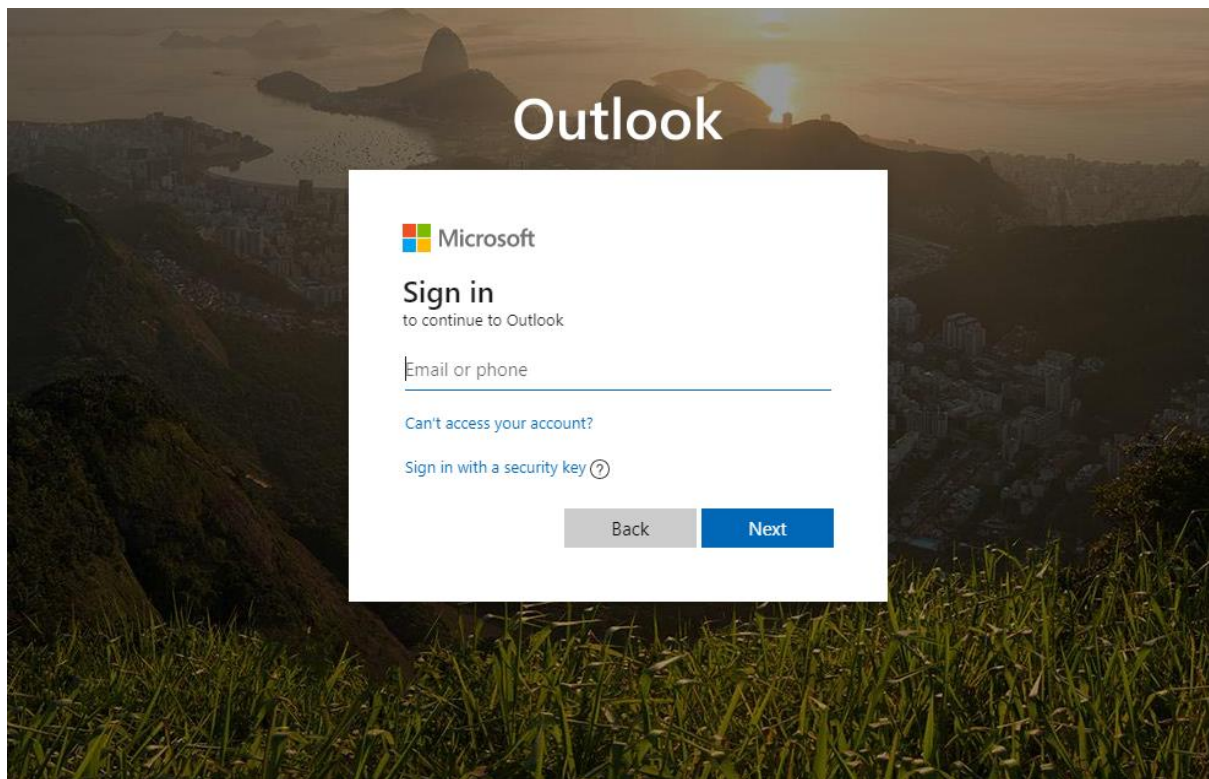 Outlook
Microsoft
Sign in
to continue to Outlook
Email or phone
Can't access your account?
Sign in with a security key ?
Back Next